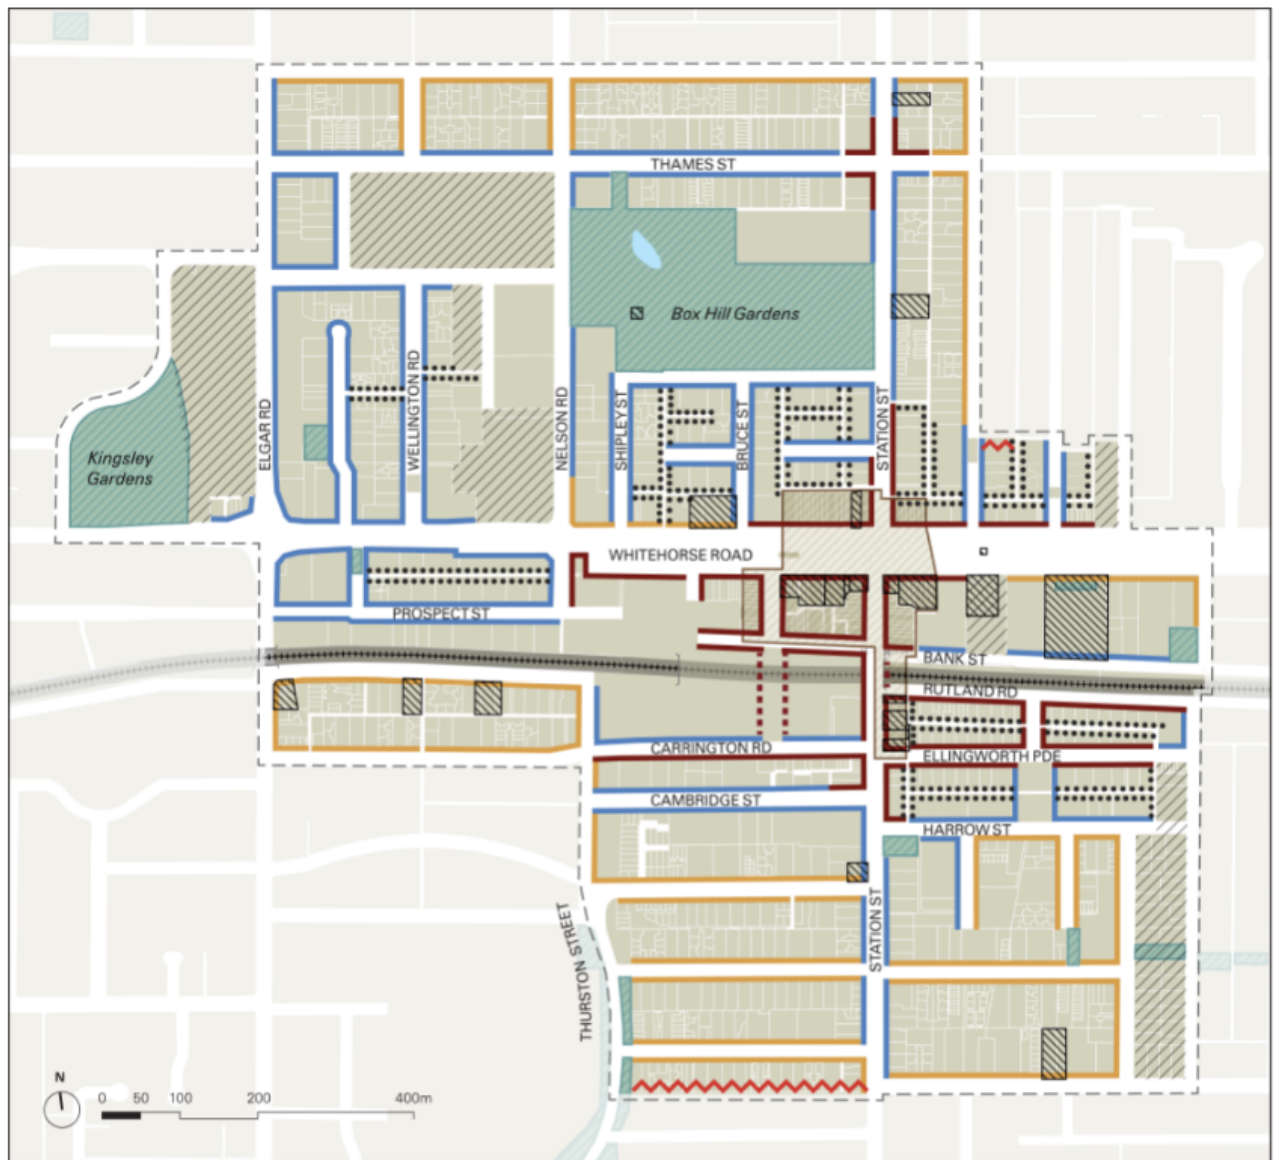 THAMES ST
Box Hill Gardens
ELGAR RD
WELLINGTON RD
NELSON RD
SHIPLEY ST
BRUCE ST
STATION ST
Kingsley
Gardens
WHITEHORSE ROAD
PROSPECT ST
BANK ST
RUTLAND RD
CARRINGTON RD
ELLINGWORTH PDE
CAMBRIDGE ST
HARROW ST
STATION ST
THURSTON STREET
N
0 50 100 200 400m